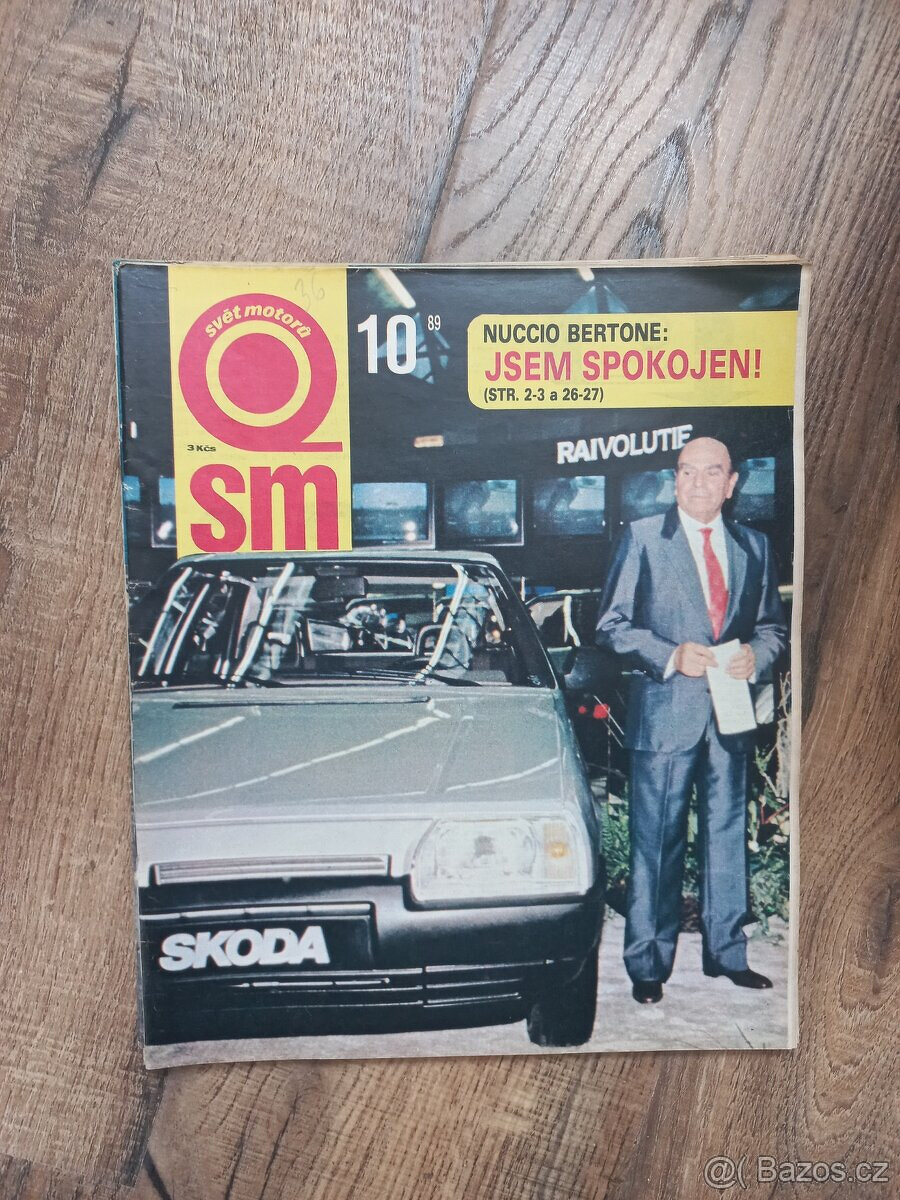 36
svět motorů
3 Kčs
sm
10 89
NUCCIO BERTONE:
JSEM SPOKOJEN!
(STR. 2-3 a 26-27)
RAIVOLUTIE
SKODA
@( Bazos.cz